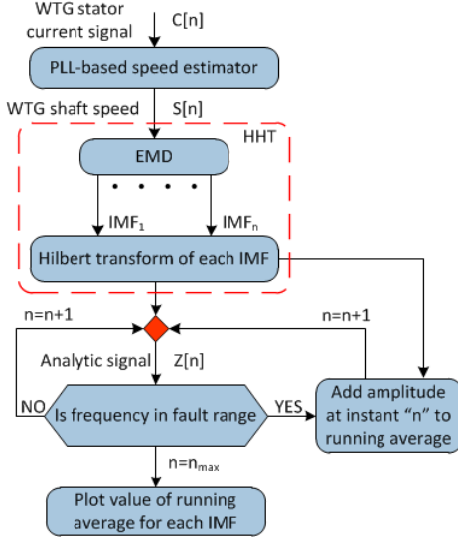 WTG stator
current signal
C[n]
PLL-based speed estimator
WTG shaft speed
S[n]
HHT
EMD
IMF1
IMFn
Hilbert transform of each IMF
n=n+1
n=n+1
Analytic signal
Z[n]
NO
Is frequency in fault range
YES
Add amplitude
at instant “n” to
running average
n=nmax
Plot value of running
average for each IMF